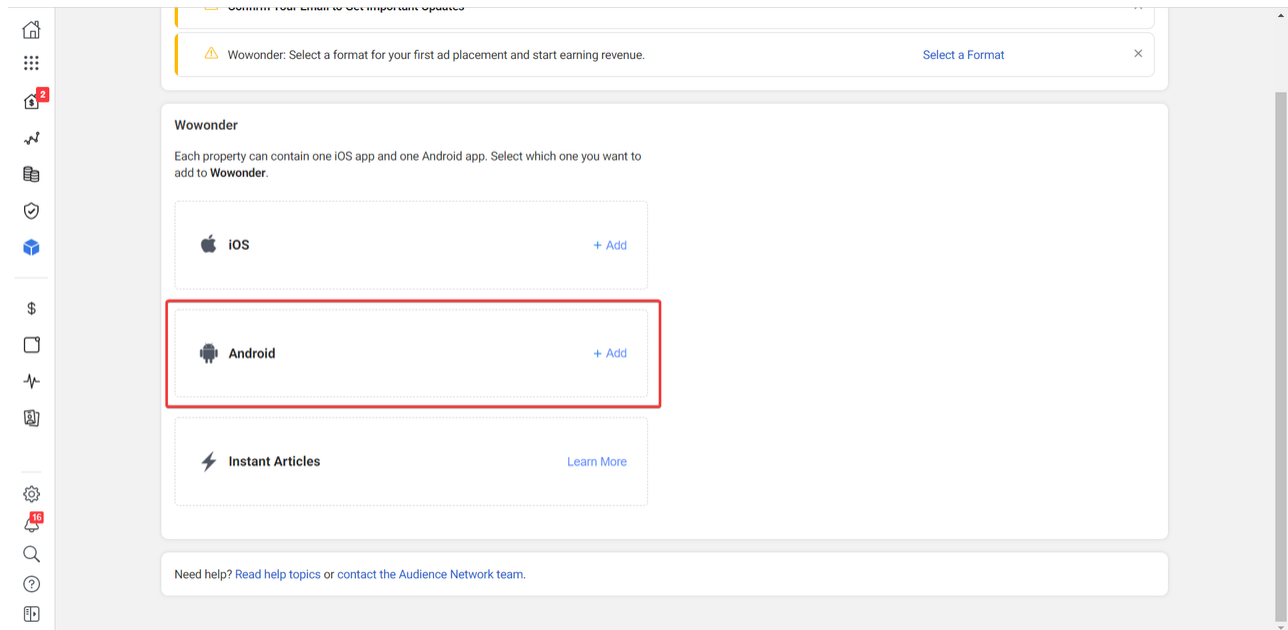 Confirm Your Email to Get Important Updates
Wowonder: Select a format for your first ad placement and start earning revenue.
Select a Format
2
Wowonder
Each property can contain one iOS app and one Android app. Select which one you want to
add to Wowonder.
iOS
+ Add
Android
+ Add
Instant Articles
Learn More
16
Need help? Read help topics or contact the Audience Network team.